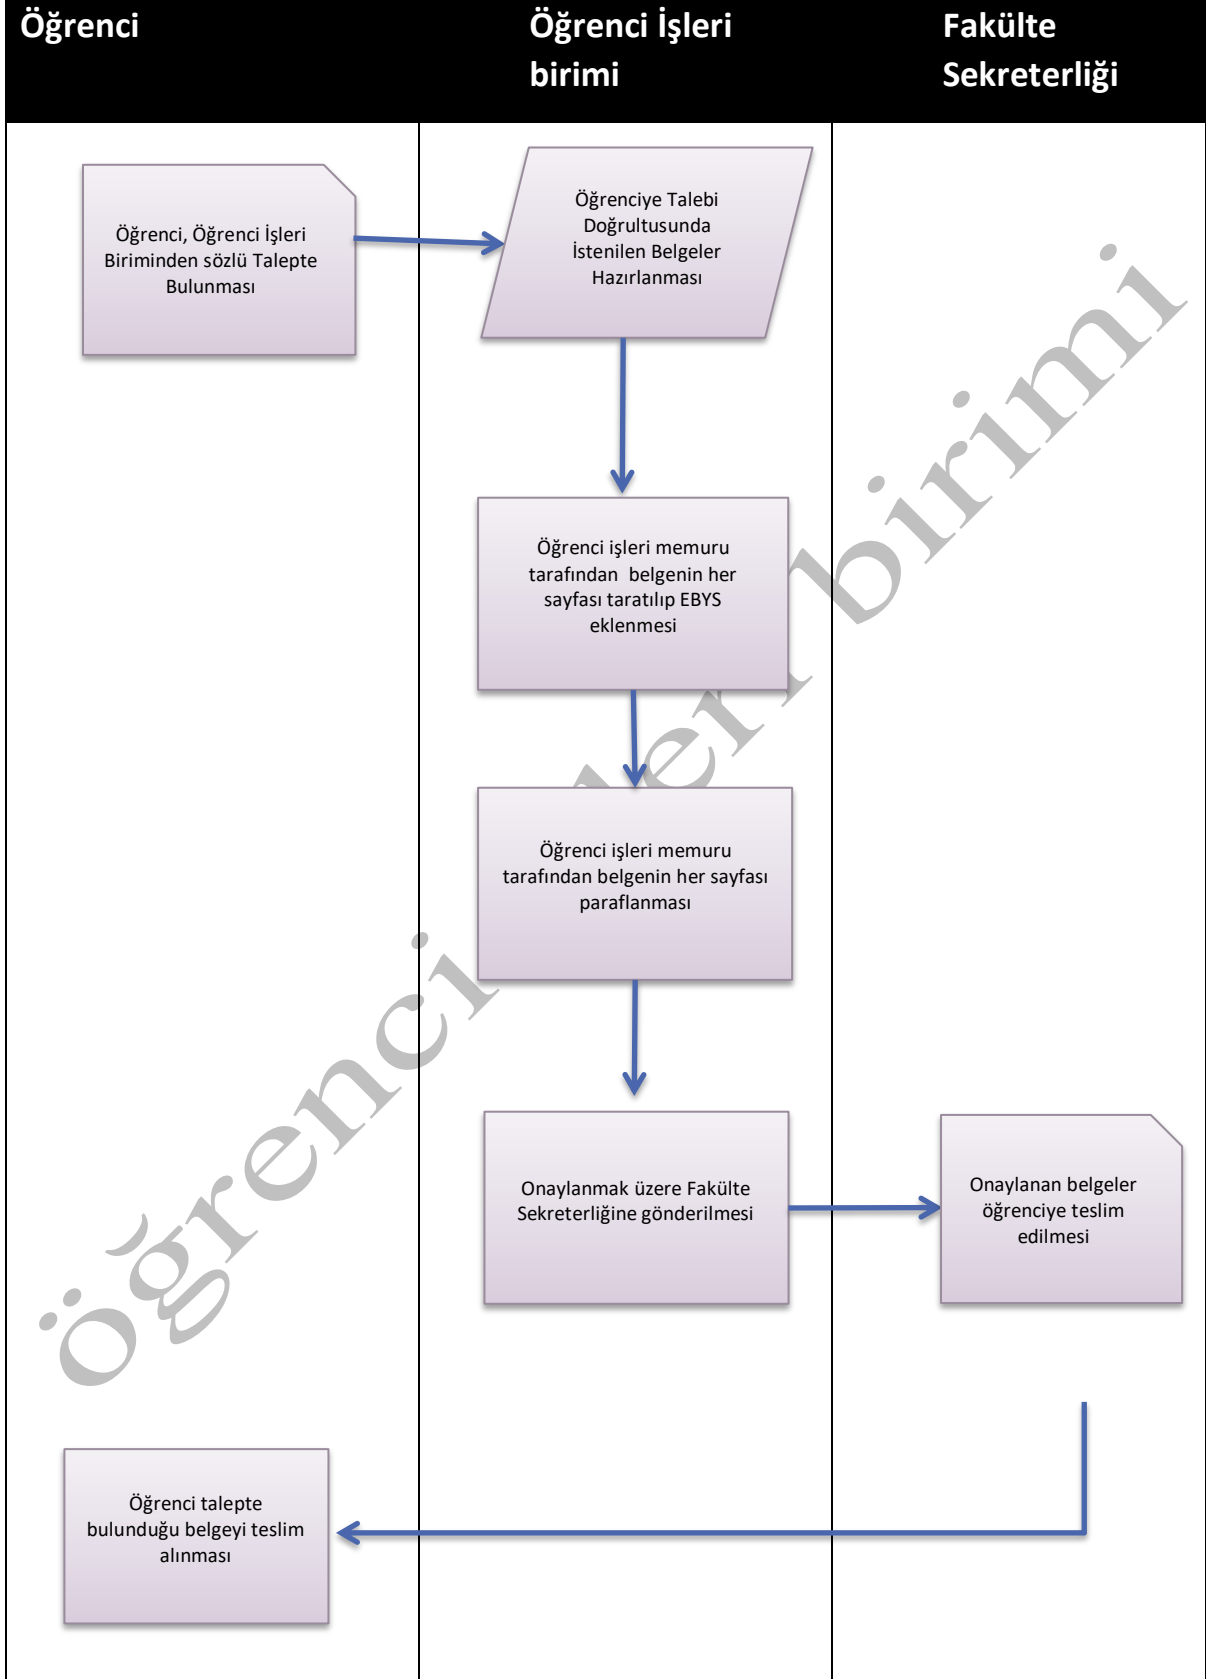 Öğrenci
Öğrenci İşleri
birimi
Fakülte
Sekreterliği
Öğrenci, Öğrenci İşleri
Biriminden sözlü Talepte
Bulunması
Öğrenciye Talebi
Doğrultusunda
İstenilen Belgeler
Hazırlanması
Öğrenci işleri memuru
tarafından  belgenin her
sayfası taratılıp EBYS
eklenmesi
Öğrenci işleri memuru
tarafından belgenin her sayfası
paraflanması
Onaylanmak üzere Fakülte
Sekreterliğine gönderilmesi
Onaylanan belgeler
öğrenciye teslim
edilmesi
Öğrenci talepte
bulunduğu belgeyi teslim
alınması
öğrenci leri birimi